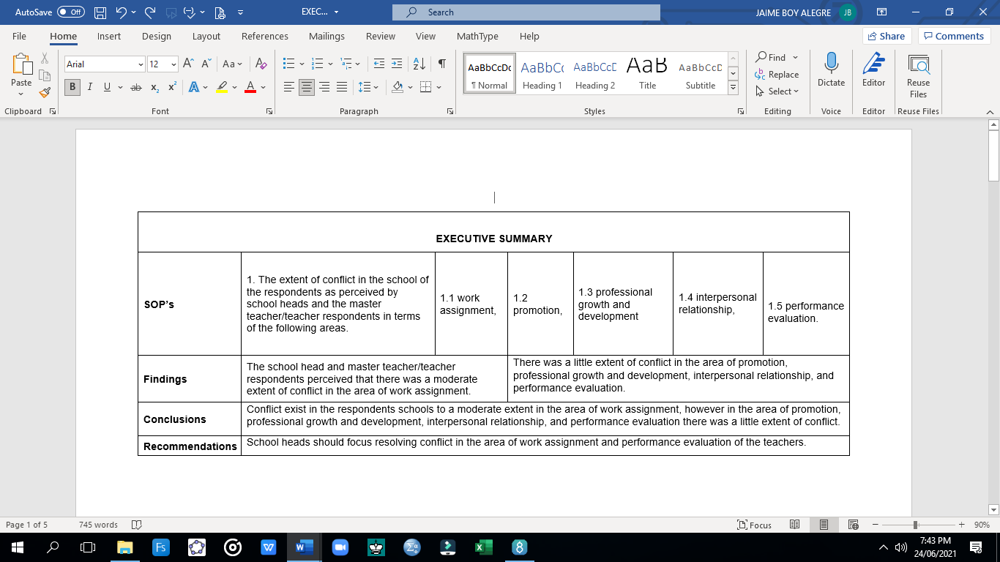 AutoSave Off EXEC... Search JAIME BOY ALEGRE JB
File Home Insert Design Layout References Mailings Review View MathType Help Share Comments
Paste
Clipboard
Arial 12 Aa
B I U ab x₂ x² A A
Font
Paragraph
AaBbCcDc AaBbCc AaBbCcD AaB AaBbCcD
¶ Normal Heading 1 Heading 2 Title Subtitle
Styles
Find
Replace
Select
Editing
Dictate
Voice
Editor
Editor
Reuse
Files
Reuse Files
EXECUTIVE SUMMARY
SOP's
1. The extent of conflict in the school of
the respondents as perceived by
school heads and the master
teacher/teacher respondents in terms
of the following areas.
1.1 work
assignment,
1.2
promotion,
1.3 professional
growth and
development
1.4 interpersonal
relationship,
1.5 performance
evaluation.
Findings
The school head and master teacher/teacher
respondents perceived that there was a moderate
extent of conflict in the area of work assignment.
There was a little extent of conflict in the area of promotion,
professional growth and development, interpersonal relationship, and
performance evaluation.
Conclusions
Conflict exist in the respondents schools to a moderate extent in the area of work assignment, however in the area of promotion,
professional growth and development, interpersonal relationship, and performance evaluation there was a little extent of conflict.
Recommendations
School heads should focus resolving conflict in the area of work assignment and performance evaluation of the teachers.
Page 1 of 5 745 words Focus 90%
7:43 PM
24/06/2021